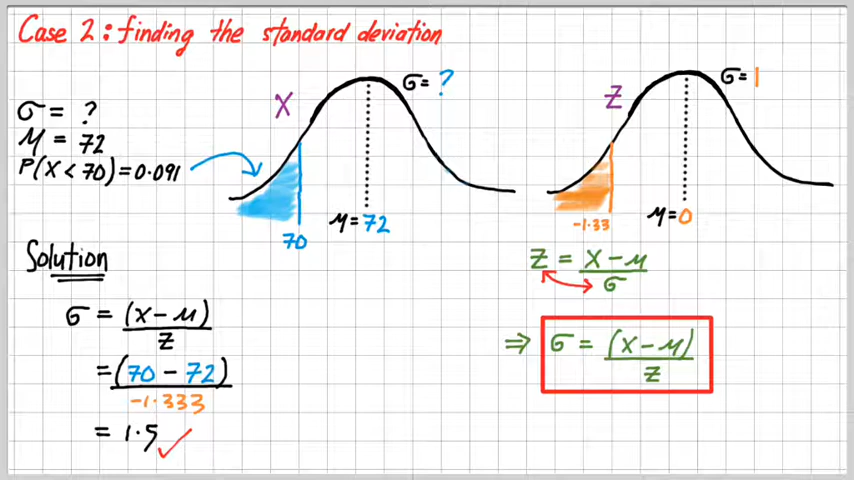 Case 2: finding the standard deviation
σ = ?
μ = 72
P(X < 70) = 0.091
X
σ = ?
70
μ = 72
Z
σ = 1
-1.33
μ = 0
Solution
σ = (x - μ)
z
= (70 - 72)
-1.333
= 1.5
Z = X - μ
σ
⇒ σ = (x - μ)
z